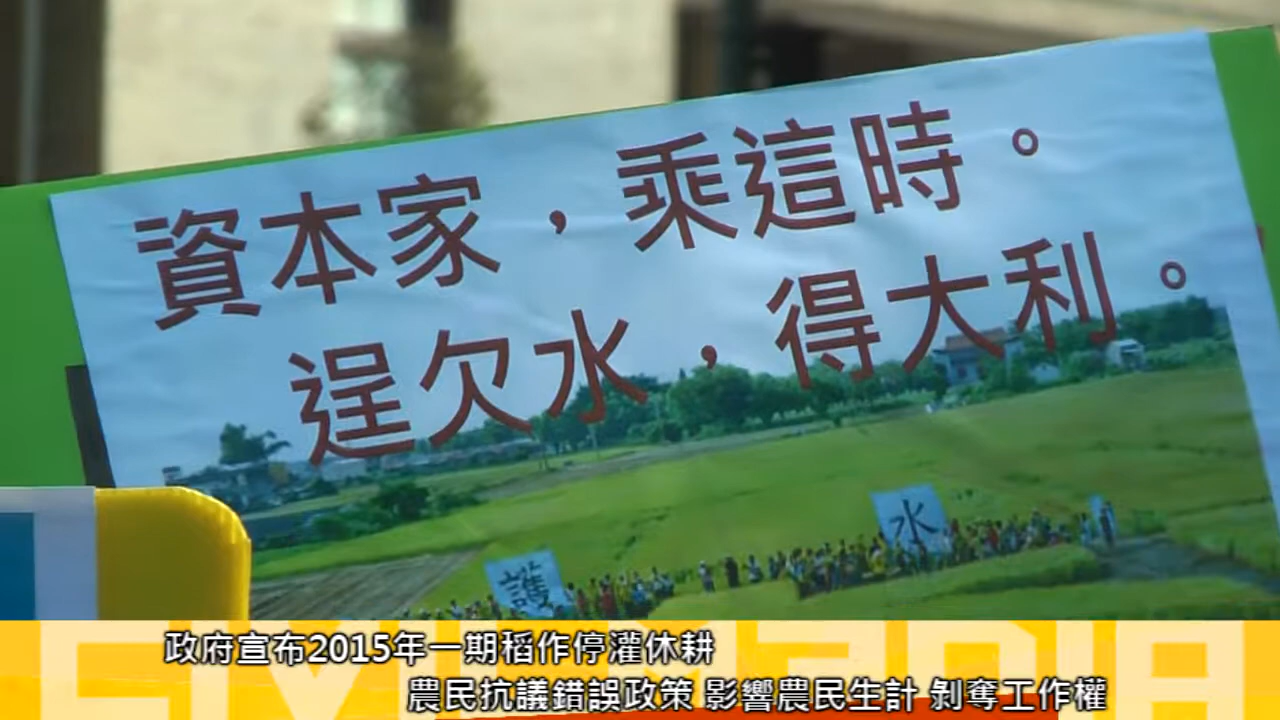 資本家，乘這時。
逞欠水，得大利。
護
水
政府宣布2015年一期稻作停灌休耕
農民抗議錯誤政策 影響農民生計 剝奪工作權